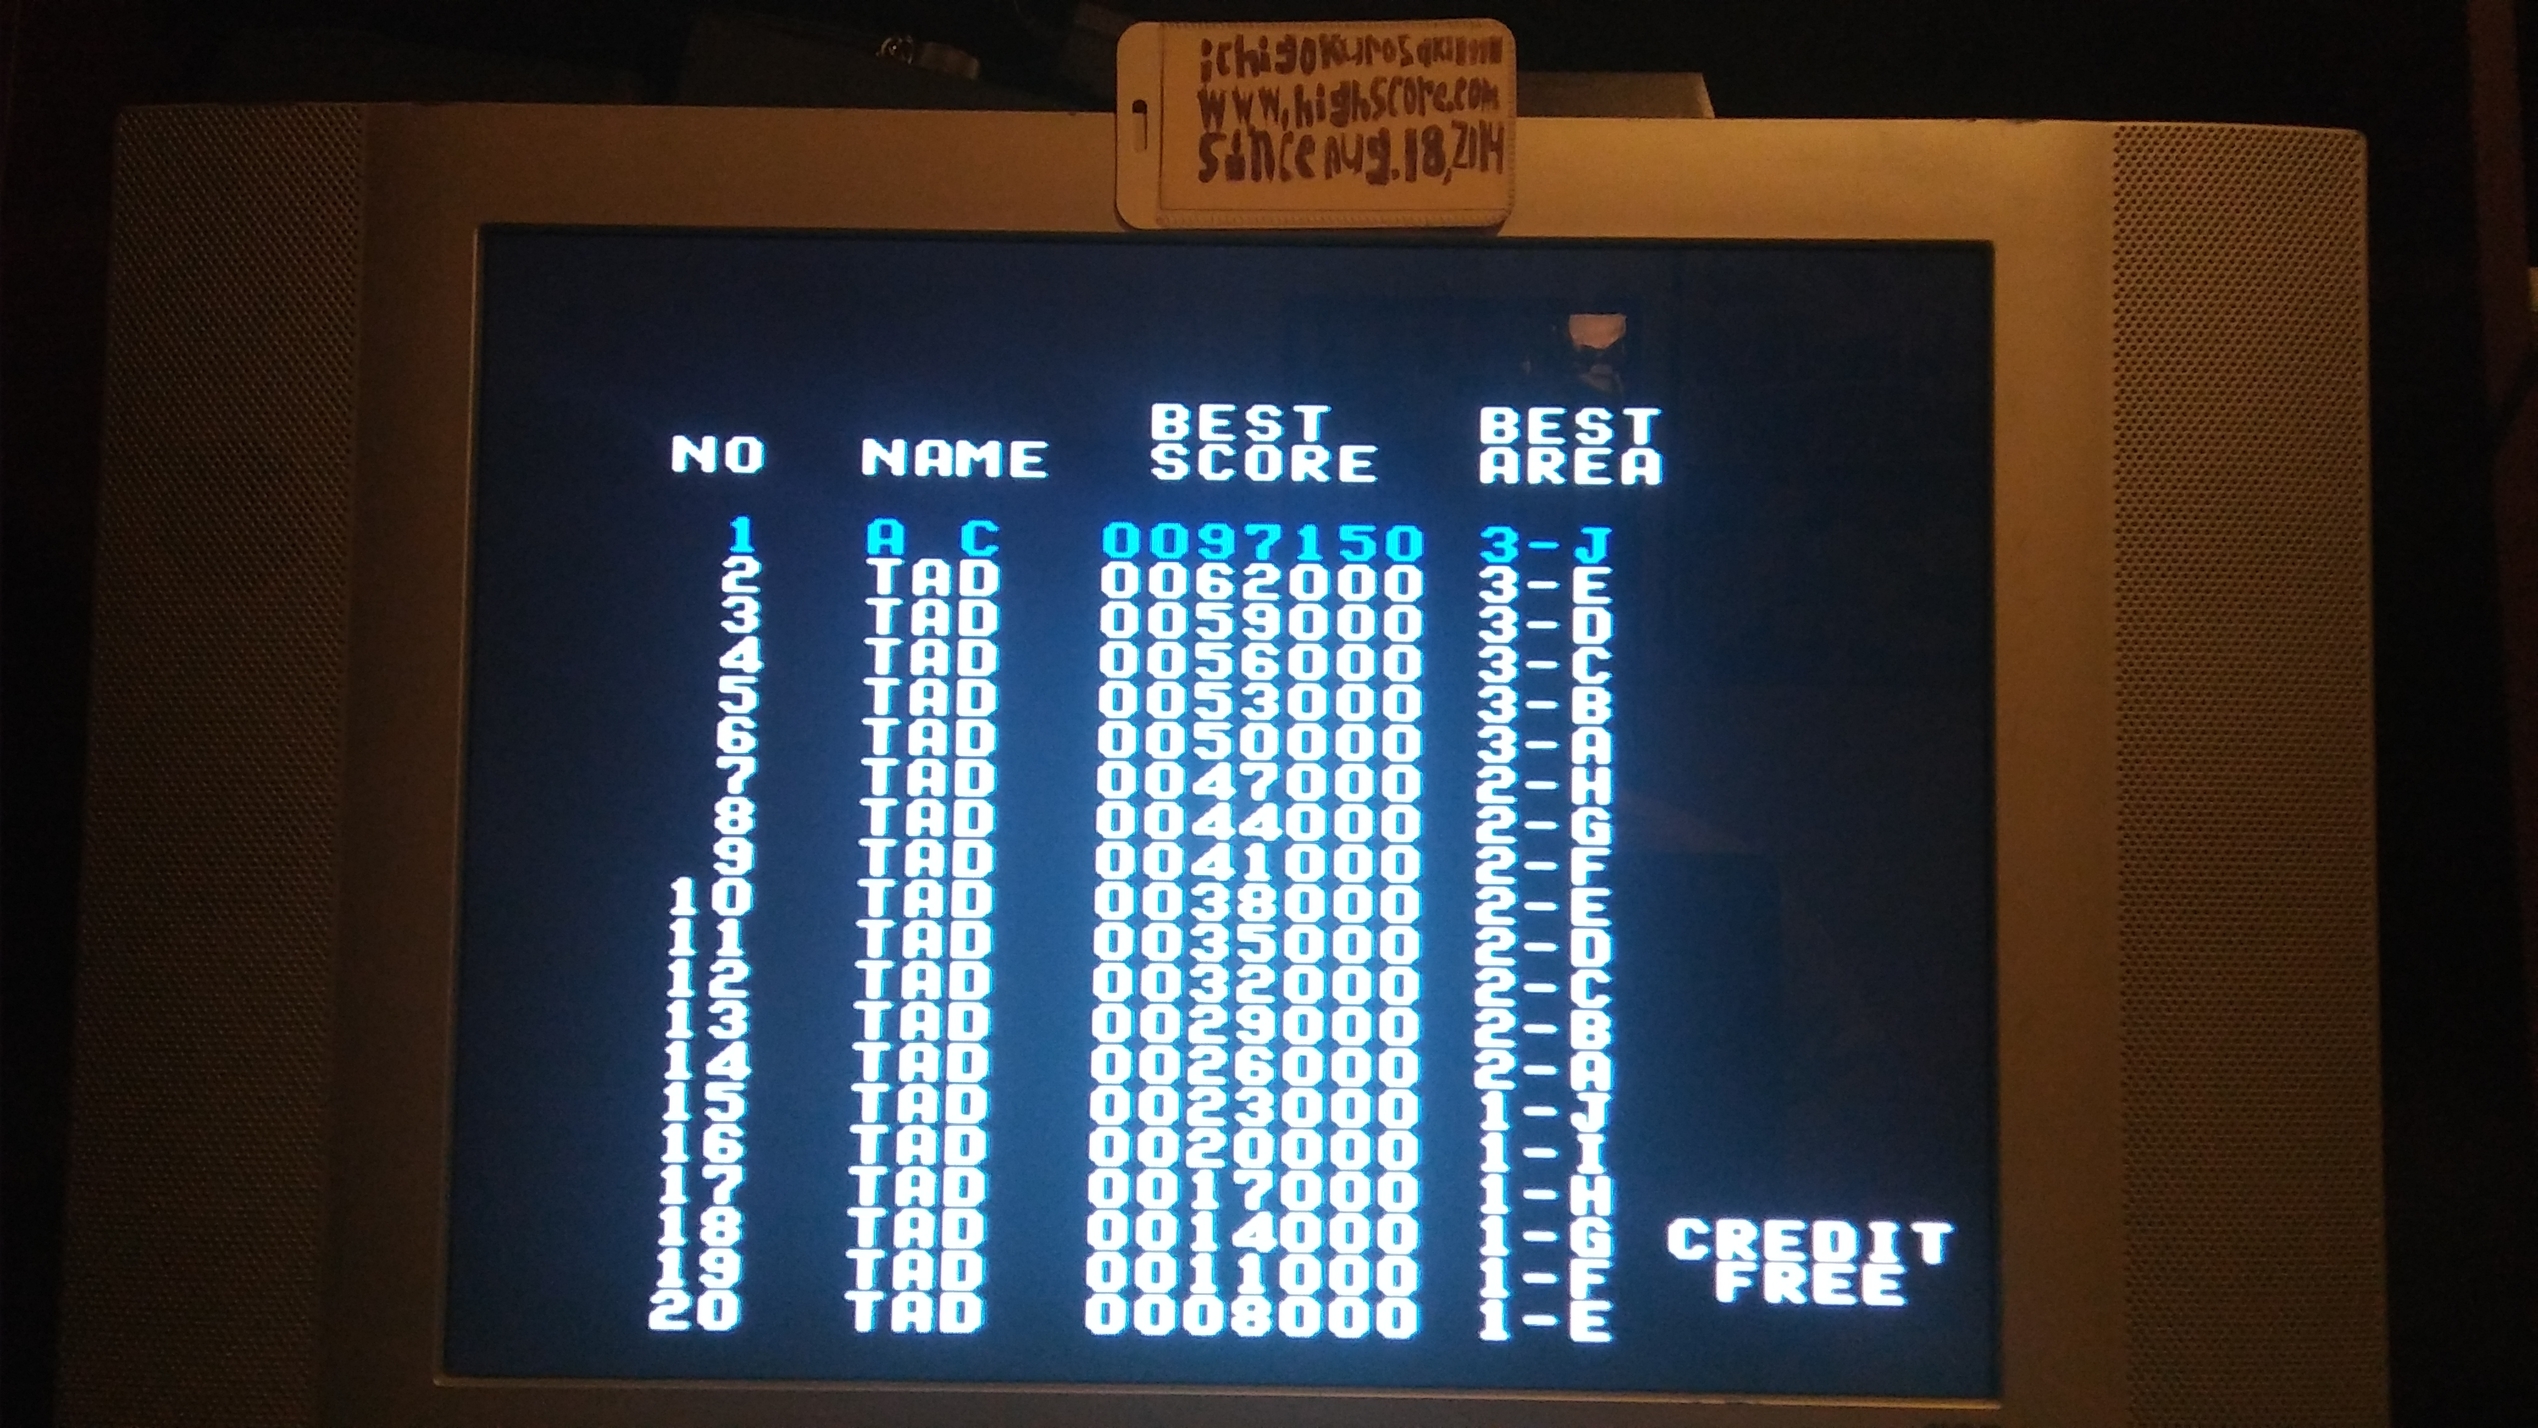 ichigokurosaki1991
www.highscore.com
since Aug.18,2014
NO NAME BEST SCORE BEST AREA
1 A C 0097150 3-J
2 TAD 0062000 3-E
3 TAD 0059000 3-D
4 TAD 0056000 3-C
5 TAD 0053000 3-B
6 TAD 0050000 3-A
7 TAD 0047000 2-H
8 TAD 0044000 2-G
9 TAD 0041000 2-F
10 TAD 0038000 2-E
11 TAD 0035000 2-D
12 TAD 0032000 2-C
13 TAD 0029000 2-B
14 TAD 0026000 2-A
15 TAD 0023000 1-J
16 TAD 0020000 1-I
17 TAD 0017000 1-H
18 TAD 0014000 1-G
19 TAD 0011000 1-F
20 TAD 0008000 1-E
CREDIT
FREE